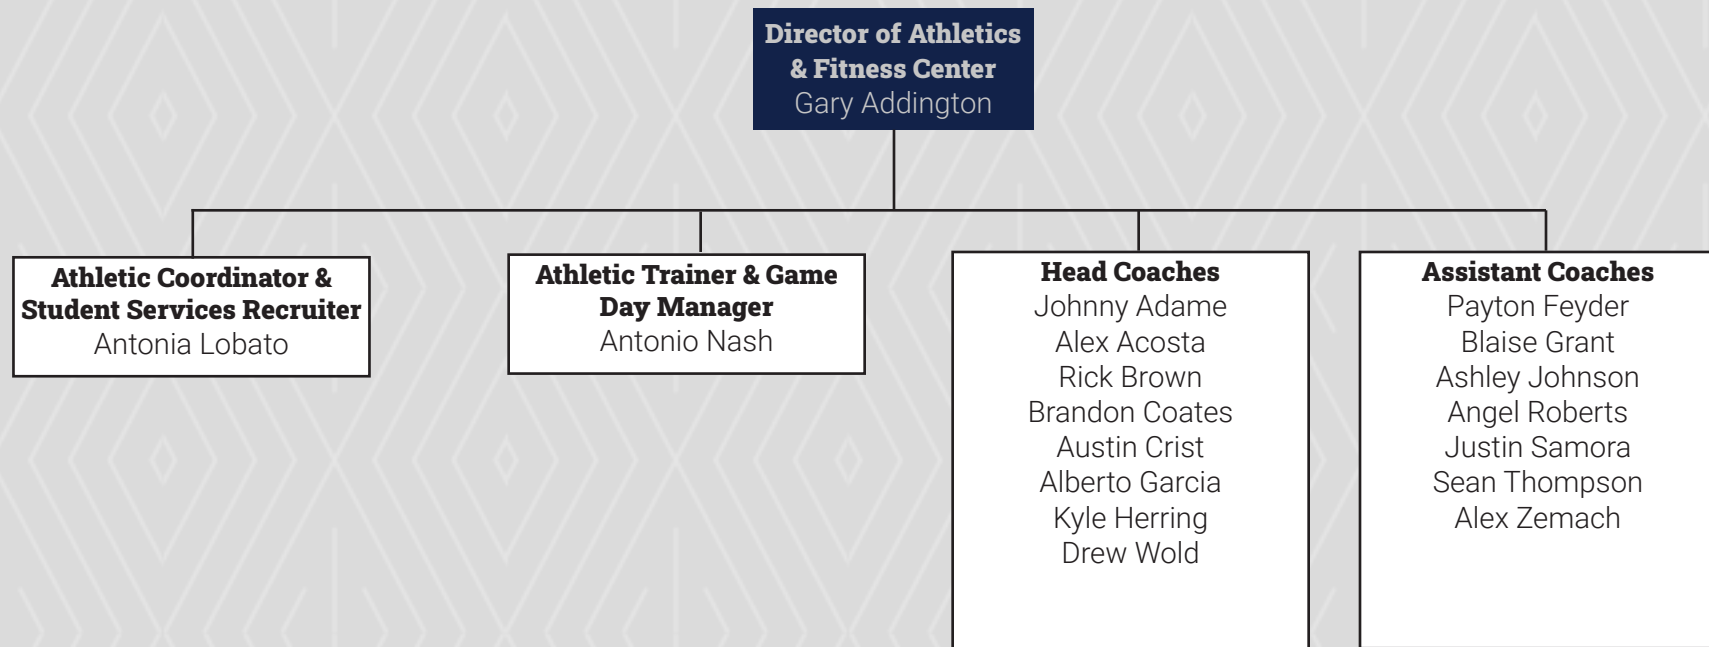 Director of Athletics
& Fitness Center
Gary Addington
Athletic Coordinator &
Student Services Recruiter
Antonia Lobato
Athletic Trainer & Game
Day Manager
Antonio Nash
Head Coaches
Johnny Adame
Alex Acosta
Rick Brown
Brandon Coates
Austin Crist
Alberto Garcia
Kyle Herring
Drew Wold
Assistant Coaches
Payton Feyder
Blaise Grant
Ashley Johnson
Angel Roberts
Justin Samora
Sean Thompson
Alex Zemach